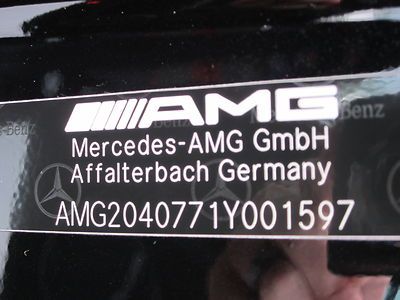 AMG
Mercedes-AMG GmbH
Affalterbach Germany
AMG2040771Y001597